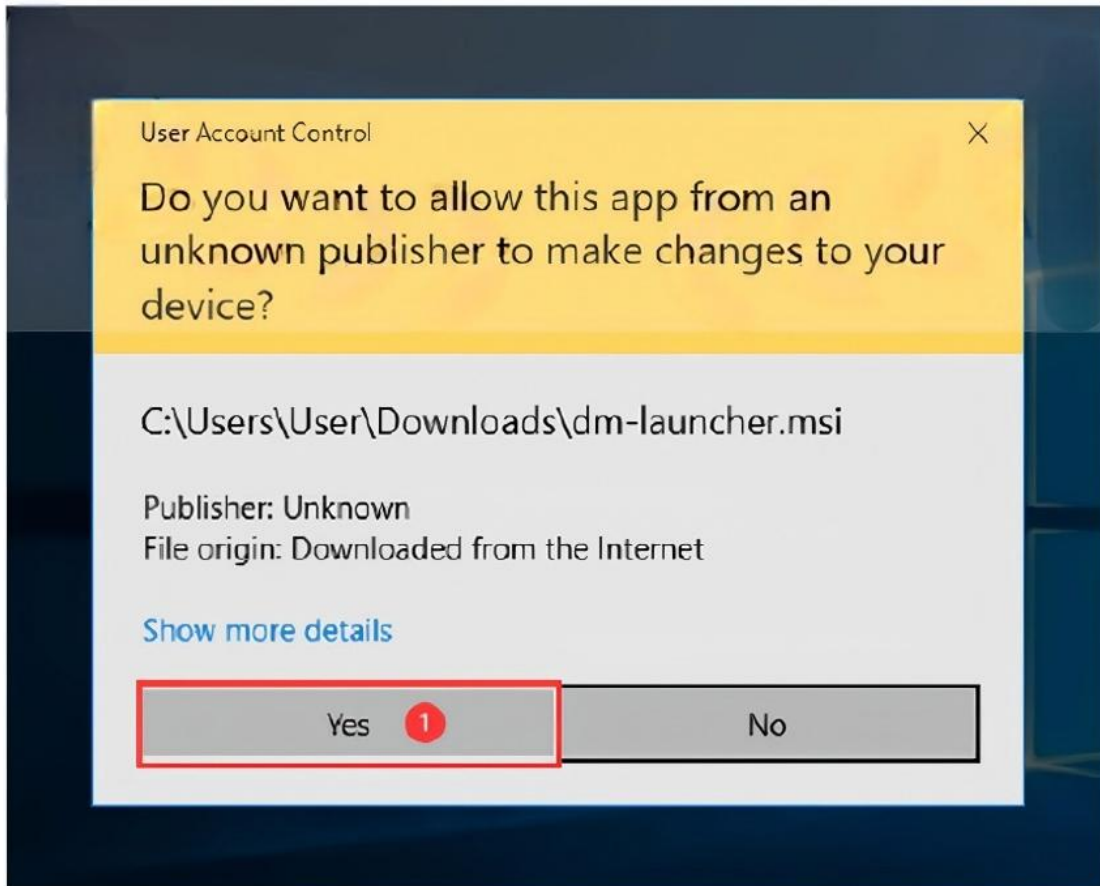 User Account Control
Do you want to allow this app from an
unknown publisher to make changes to your
device?
C:\Users\User\Downloads\dm-launcher.msi
Publisher: Unknown
File origin: Downloaded from the Internet
Show more details
Yes 1 No